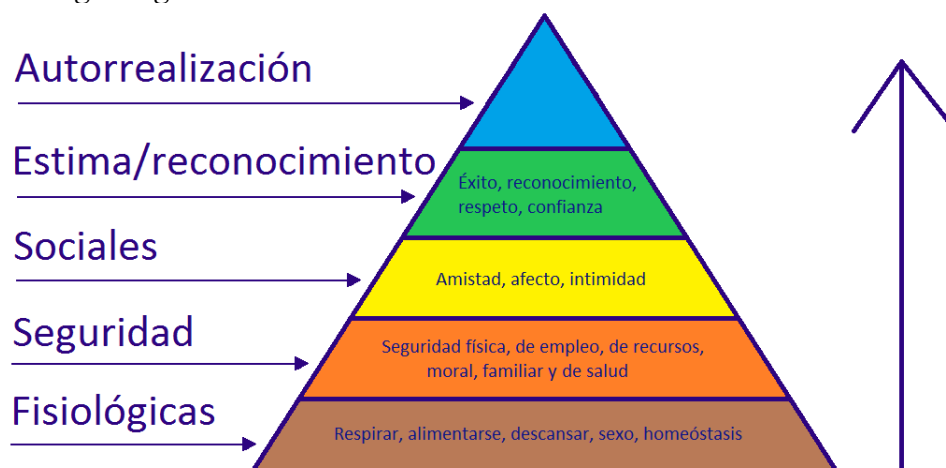 Autorrealización
Estima/reconocimiento
Éxito, reconocimiento,
respeto, confianza
Sociales
Amistad, afecto, intimidad
Seguridad
Seguridad física, de empleo, de recursos,
moral, familiar y de salud
Fisiológicas
Respirar, alimentarse, descansar, sexo, homeóstasis